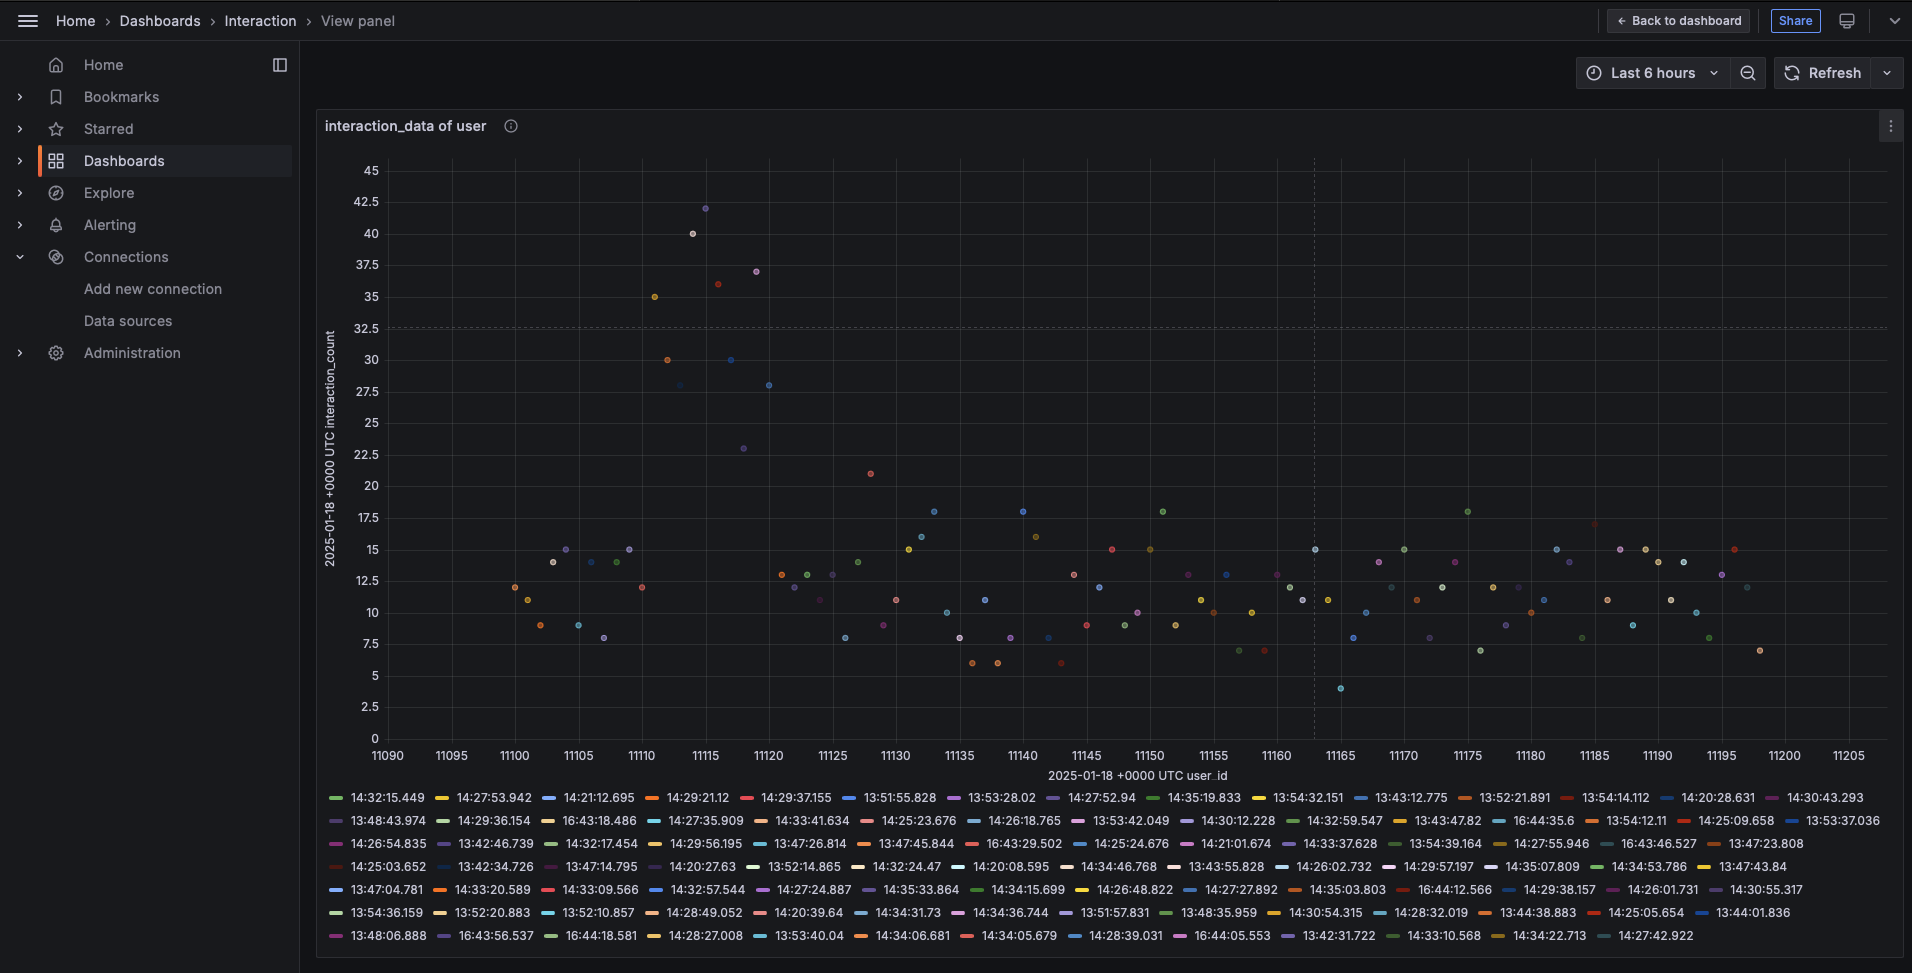 Home › Dashboards › Interaction › View panel
← Back to dashboard
Share
Home
Bookmarks
Starred
Dashboards
Explore
Alerting
Connections
Add new connection
Data sources
Administration
Last 6 hours
Refresh
interaction_data of user
2025-01-18 +0000 UTC interaction_count
45
42.5
40
37.5
35
32.5
30
27.5
25
22.5
20
17.5
15
12.5
10
7.5
5
2.5
0
11090 11095 11100 11105 11110 11115 11120 11125 11130 11135 11140 11145 11150 11155 11160 11165 11170 11175 11180 11185 11190 11195 11200 11205
2025-01-18 +0000 UTC user_id
14:32:15.449 14:27:53.942 14:21:12.695 14:29:21.12 14:29:37.155 13:51:55.828 13:53:28.02 14:27:52.94 14:35:19.833 13:54:32.151 13:43:12.775 13:52:21.891 13:54:14.112 14:20:28.631 14:30:43.293
13:48:43.974 14:29:36.154 16:43:18.486 14:27:35.909 14:33:41.634 14:25:23.676 14:26:18.765 13:53:42.049 14:30:12.228 14:32:59.547 13:43:47.82 16:44:35.6 13:54:12.11 14:25:09.658 13:53:37.036
14:26:54.835 13:42:46.739 14:32:17.454 14:29:56.195 13:47:26.814 13:47:45.844 16:43:29.502 14:25:24.676 14:21:01.674 14:33:37.628 13:54:39.164 14:27:55.946 16:43:46.527 13:47:23.808
14:25:03.652 13:42:34.726 13:47:14.795 14:20:27.63 13:52:14.865 14:32:24.47 14:20:08.595 14:34:46.768 13:43:55.828 14:26:02.732 14:29:57.197 14:35:07.809 14:34:53.786 13:47:43.84
13:47:04.781 14:33:20.589 14:33:09.566 14:32:57.544 14:27:24.887 14:35:33.864 14:34:15.699 14:26:48.822 14:27:27.892 14:35:03.803 16:44:12.566 14:29:38.157 14:26:01.731 14:30:55.317
13:54:36.159 13:52:20.883 13:52:10.857 14:28:49.052 14:20:39.64 14:34:31.73 14:34:36.744 13:51:57.831 13:48:35.959 14:30:54.315 14:28:32.019 13:44:38.883 14:25:05.654 13:44:01.836
13:48:06.888 16:43:56.537 16:44:18.581 14:28:27.008 13:53:40.04 14:34:06.681 14:34:05.679 14:28:39.031 16:44:05.553 13:42:31.722 14:33:10.568 14:34:22.713 14:27:42.922